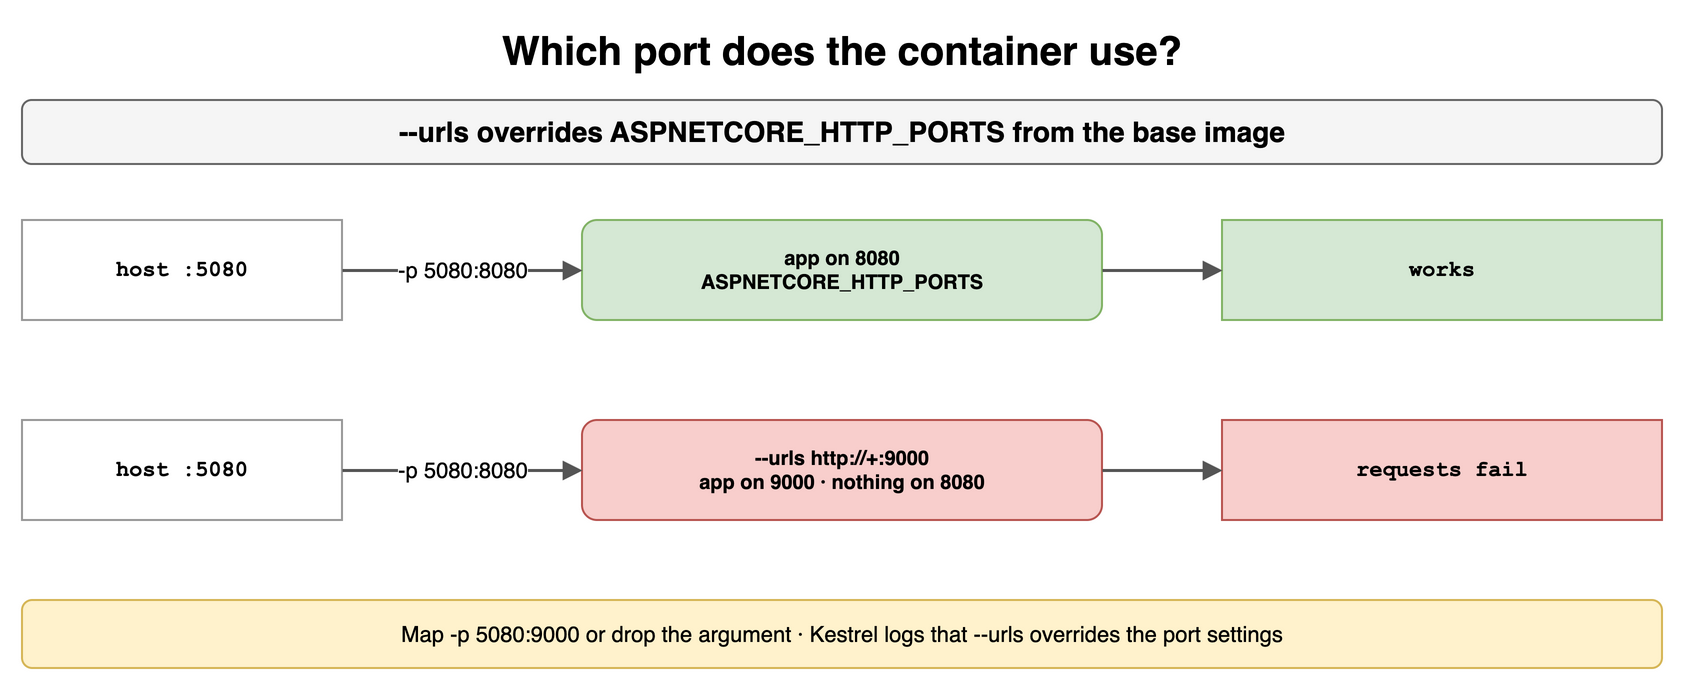 Which port does the container use?
--urls overrides ASPNETCORE_HTTP_PORTS from the base image
host :5080
-p 5080:8080
app on 8080
ASPNETCORE_HTTP_PORTS
works
host :5080
-p 5080:8080
--urls http://+:9000
app on 9000 · nothing on 8080
requests fail
Map -p 5080:9000 or drop the argument · Kestrel logs that --urls overrides the port settings